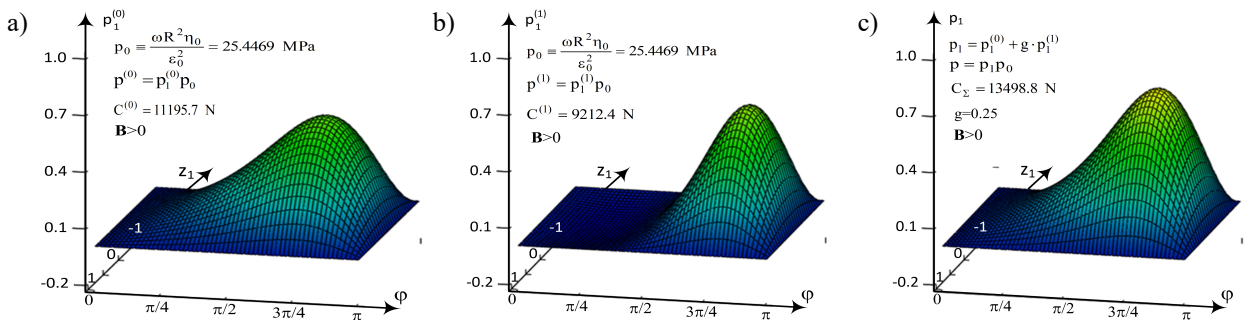 a)
p₁⁽⁰⁾
p₀ ≡ ωR²η₀/ε₀² = 25.4469 MPa
p⁽⁰⁾ = p₁⁽⁰⁾p₀
C⁽⁰⁾ = 11195.7 N
B>0
1.0
0.7
0.4
0.1
-0.2
z₁
-1
0
1
0
π/4
π/2
3π/4
π
φ
b)
p₁⁽¹⁾
p₀ ≡ ωR²η₀/ε₀² = 25.4469 MPa
p⁽¹⁾ = p₁⁽¹⁾p₀
C⁽¹⁾ = 9212.4 N
B>0
1.0
0.7
0.4
0.1
-0.2
z₁
-1
0
1
0
π/4
π/2
3π/4
π
φ
c)
p₁
p₁ = p₁⁽⁰⁾ + g·p₁⁽¹⁾
p = p₁p₀
C_Σ = 13498.8 N
g=0.25
B>0
1.0
0.7
0.4
0.1
-0.2
z₁
-1
0
1
0
π/4
π/2
3π/4
π
φ